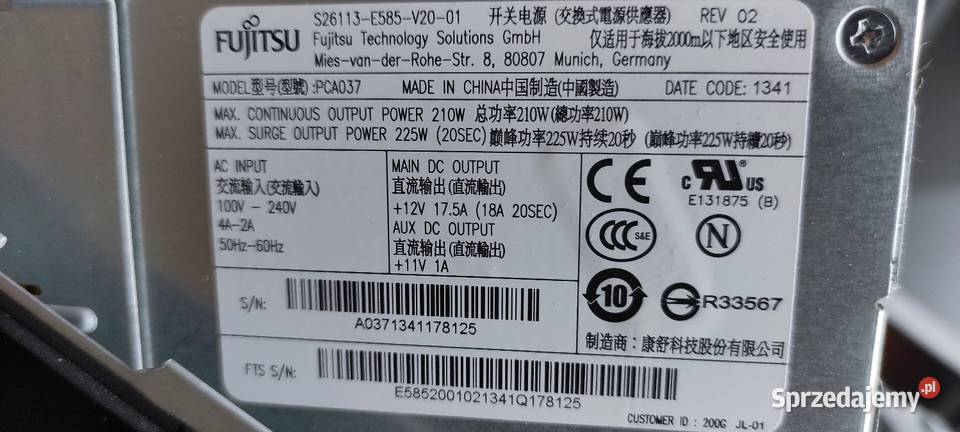 FUJITSU
S26113-E585-V20-01 开关电源 (交換式電源供應器) REV 02
Fujitsu Technology Solutions GmbH 仅适用于海拔2000m以下地区安全使用
Mies-van-der-Rohe-Str. 8, 80807 Munich, Germany
MODEL型号(型號):PCA037 MADE IN CHINA中国制造(中國製造) DATE CODE: 1341
MAX. CONTINUOUS OUTPUT POWER 210W 总功率210W(總功率210W)
MAX. SURGE OUTPUT POWER 225W (20SEC) 巅峰功率225W持续20秒 (巔峰功率225W持續20秒)
AC INPUT
交流输入(交流輸入)
100V - 240V
4A-2A
50Hz-60Hz
MAIN DC OUTPUT
直流输出(直流輸出)
+12V 17.5A (18A 20SEC)
AUX DC OUTPUT
直流输出(直流輸出)
+11V 1A
CE
c RU ® US
E131875 (B)
CCC S&E
N
10
R33567
制造商：康舒科技股份有限公司
S/N:
A0371341178125
FTS S/N:
E5852001021341Q178125
CUSTOMER ID : 200G JL-01
Sprzedajemy.pl